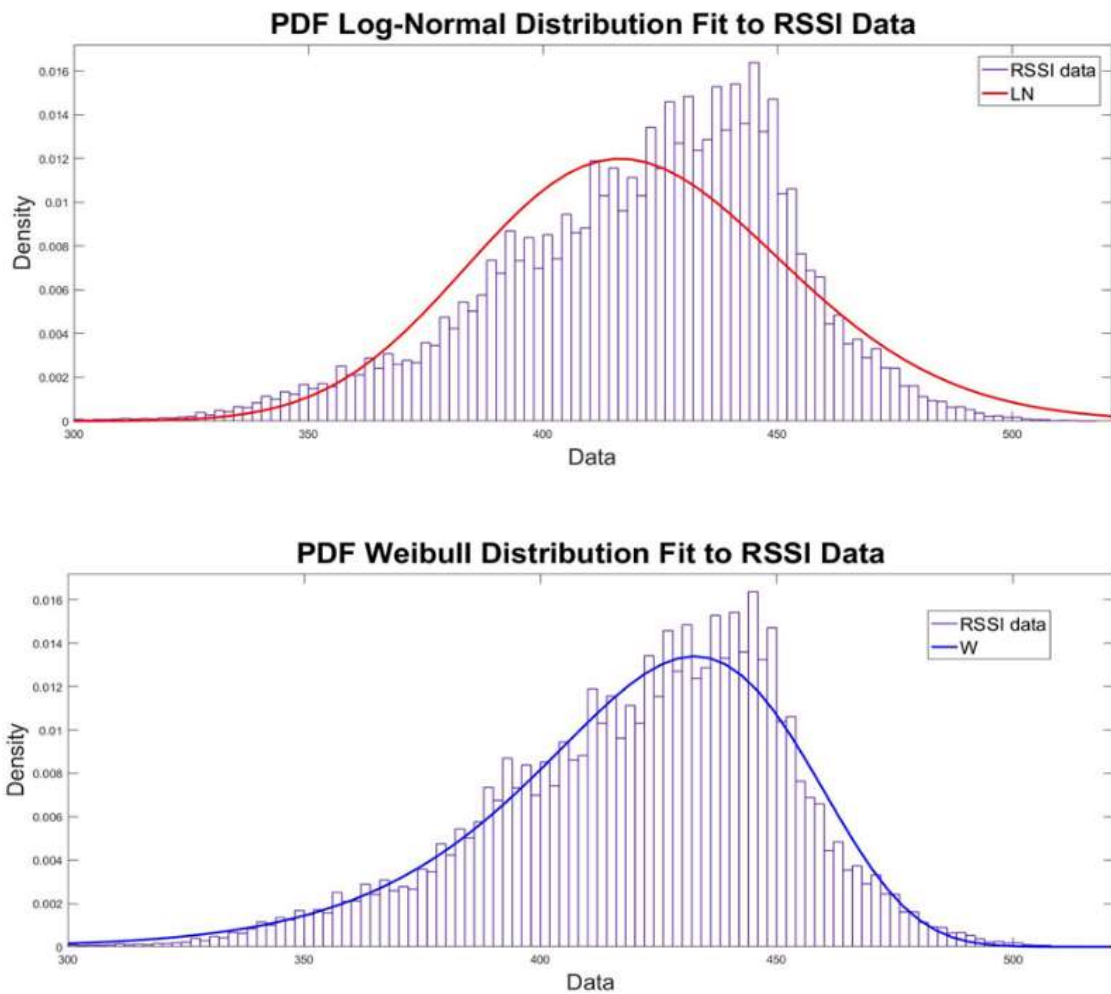 PDF Log-Normal Distribution Fit to RSSI Data
0.016
0.014
0.012
0.01
0.008
0.006
0.004
0.002
0
Density
RSSI data
LN
300
350
400
450
500
Data
PDF Weibull Distribution Fit to RSSI Data
0.016
0.014
0.012
0.01
0.008
0.006
0.004
0.002
0
Density
RSSI data
W
300
350
400
450
500
Data